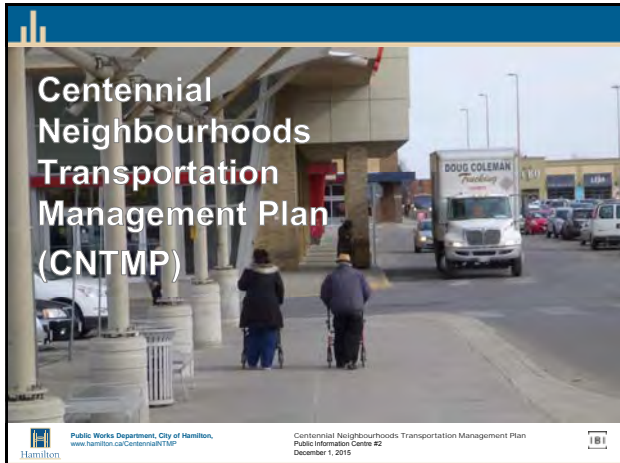 Centennial
Neighbourhoods
Transportation
Management Plan
(CNTMP)
DOUG COLEMAN
Trucking
Hamilton
Public Works Department, City of Hamilton,
www.hamilton.ca/CentennialNTMP
Centennial Neighbourhoods Transportation Management Plan
Public Information Centre #2
December 1, 2015